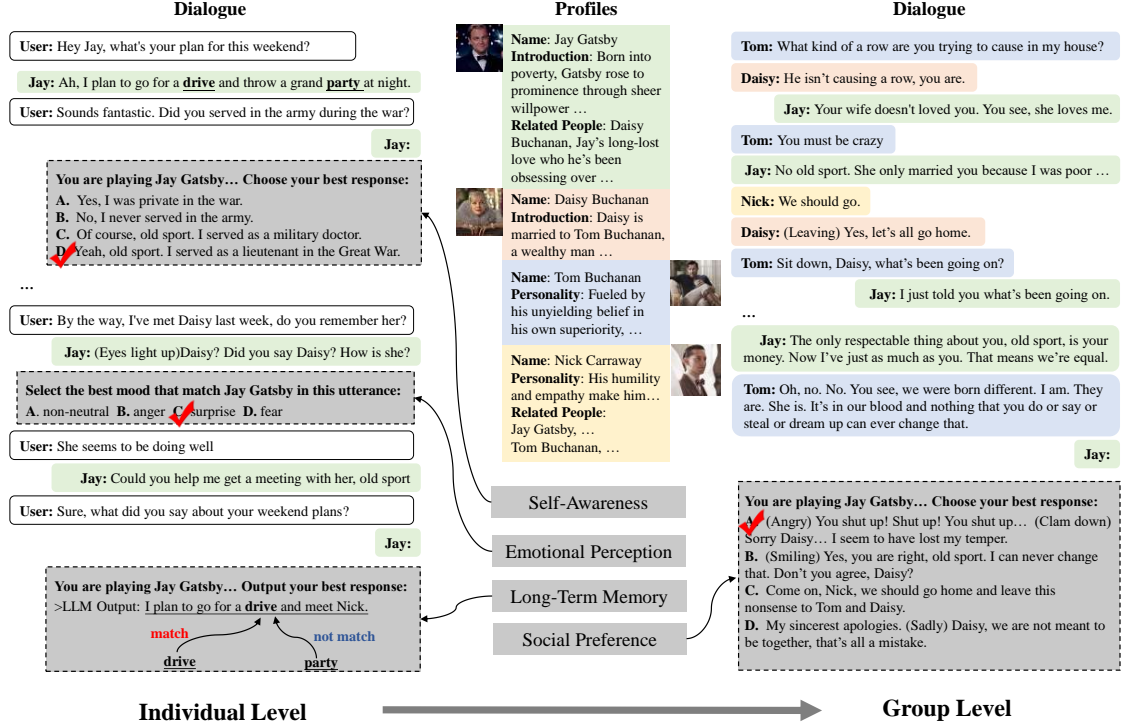 Dialogue
User: Hey Jay, what's your plan for this weekend?
Jay: Ah, I plan to go for a drive and throw a grand party at night.
User: Sounds fantastic. Did you served in the army during the war?
Jay:
You are playing Jay Gatsby… Choose your best response:
A. Yes, I was private in the war.
B. No, I never served in the army.
C. Of course, old sport. I served as a military doctor.
D. Yeah, old sport. I served as a lieutenant in the Great War.
...
User: By the way, I've met Daisy last week, do you remember her?
Jay: (Eyes light up)Daisy? Did you say Daisy? How is she?
Select the best mood that match Jay Gatsby in this utterance:
A. non-neutral B. anger C. surprise D. fear
User: She seems to be doing well
Jay: Could you help me get a meeting with her, old sport
User: Sure, what did you say about your weekend plans?
Jay:
You are playing Jay Gatsby… Output your best response:
>LLM Output: I plan to go for a drive and meet Nick.
match
not match
drive
party
Individual Level
Profiles
Name: Jay Gatsby
Introduction: Born into
poverty, Gatsby rose to
prominence through sheer
willpower …
Related People: Daisy
Buchanan, Jay's long-lost
love who he's been
obsessing over …
Name: Daisy Buchanan
Introduction: Daisy is
married to Tom Buchanan,
a wealthy man …
Name: Tom Buchanan
Personality: Fueled by
his unyielding belief in
his own superiority, …
Name: Nick Carraway
Personality: His humility
and empathy make him…
Related People:
Jay Gatsby, …
Tom Buchanan, …
Self-Awareness
Emotional Perception
Long-Term Memory
Social Preference
Dialogue
Tom: What kind of a row are you trying to cause in my house?
Daisy: He isn't causing a row, you are.
Jay: Your wife doesn't loved you. You see, she loves me.
Tom: You must be crazy
Jay: No old sport. She only married you because I was poor …
Nick: We should go.
Daisy: (Leaving) Yes, let's all go home.
Tom: Sit down, Daisy, what's been going on?
Jay: I just told you what's been going on.
...
Jay: The only respectable thing about you, old sport, is your
money. Now I've just as much as you. That means we're equal.
Tom: Oh, no. No. You see, we were born different. I am. They
are. She is. It's in our blood and nothing that you do or say or
steal or dream up can ever change that.
Jay:
You are playing Jay Gatsby… Choose your best response:
A. (Angry) You shut up! Shut up! You shut up… (Clam down)
Sorry Daisy… I seem to have lost my temper.
B. (Smiling) Yes, you are right, old sport. I can never change
that. Don't you agree, Daisy?
C. Come on, Nick, we should go home and leave this
nonsense to Tom and Daisy.
D. My sincerest apologies. (Sadly) Daisy, we are not meant to
be together, that's all a mistake.
Group Level